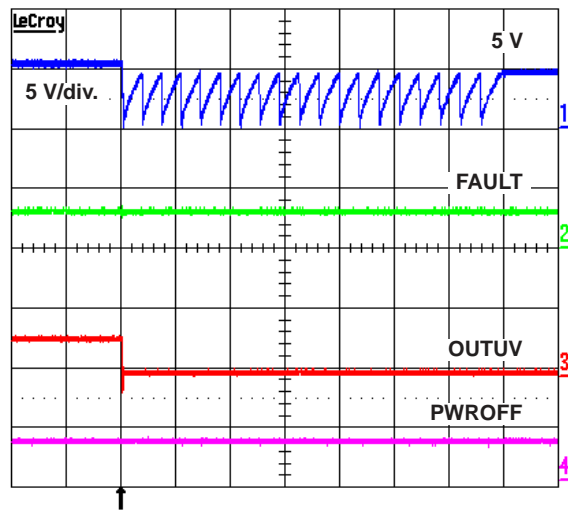 LeCroy
5 V
5 V/div.
1
FAULT
2
OUTUV
3
PWROFF
4